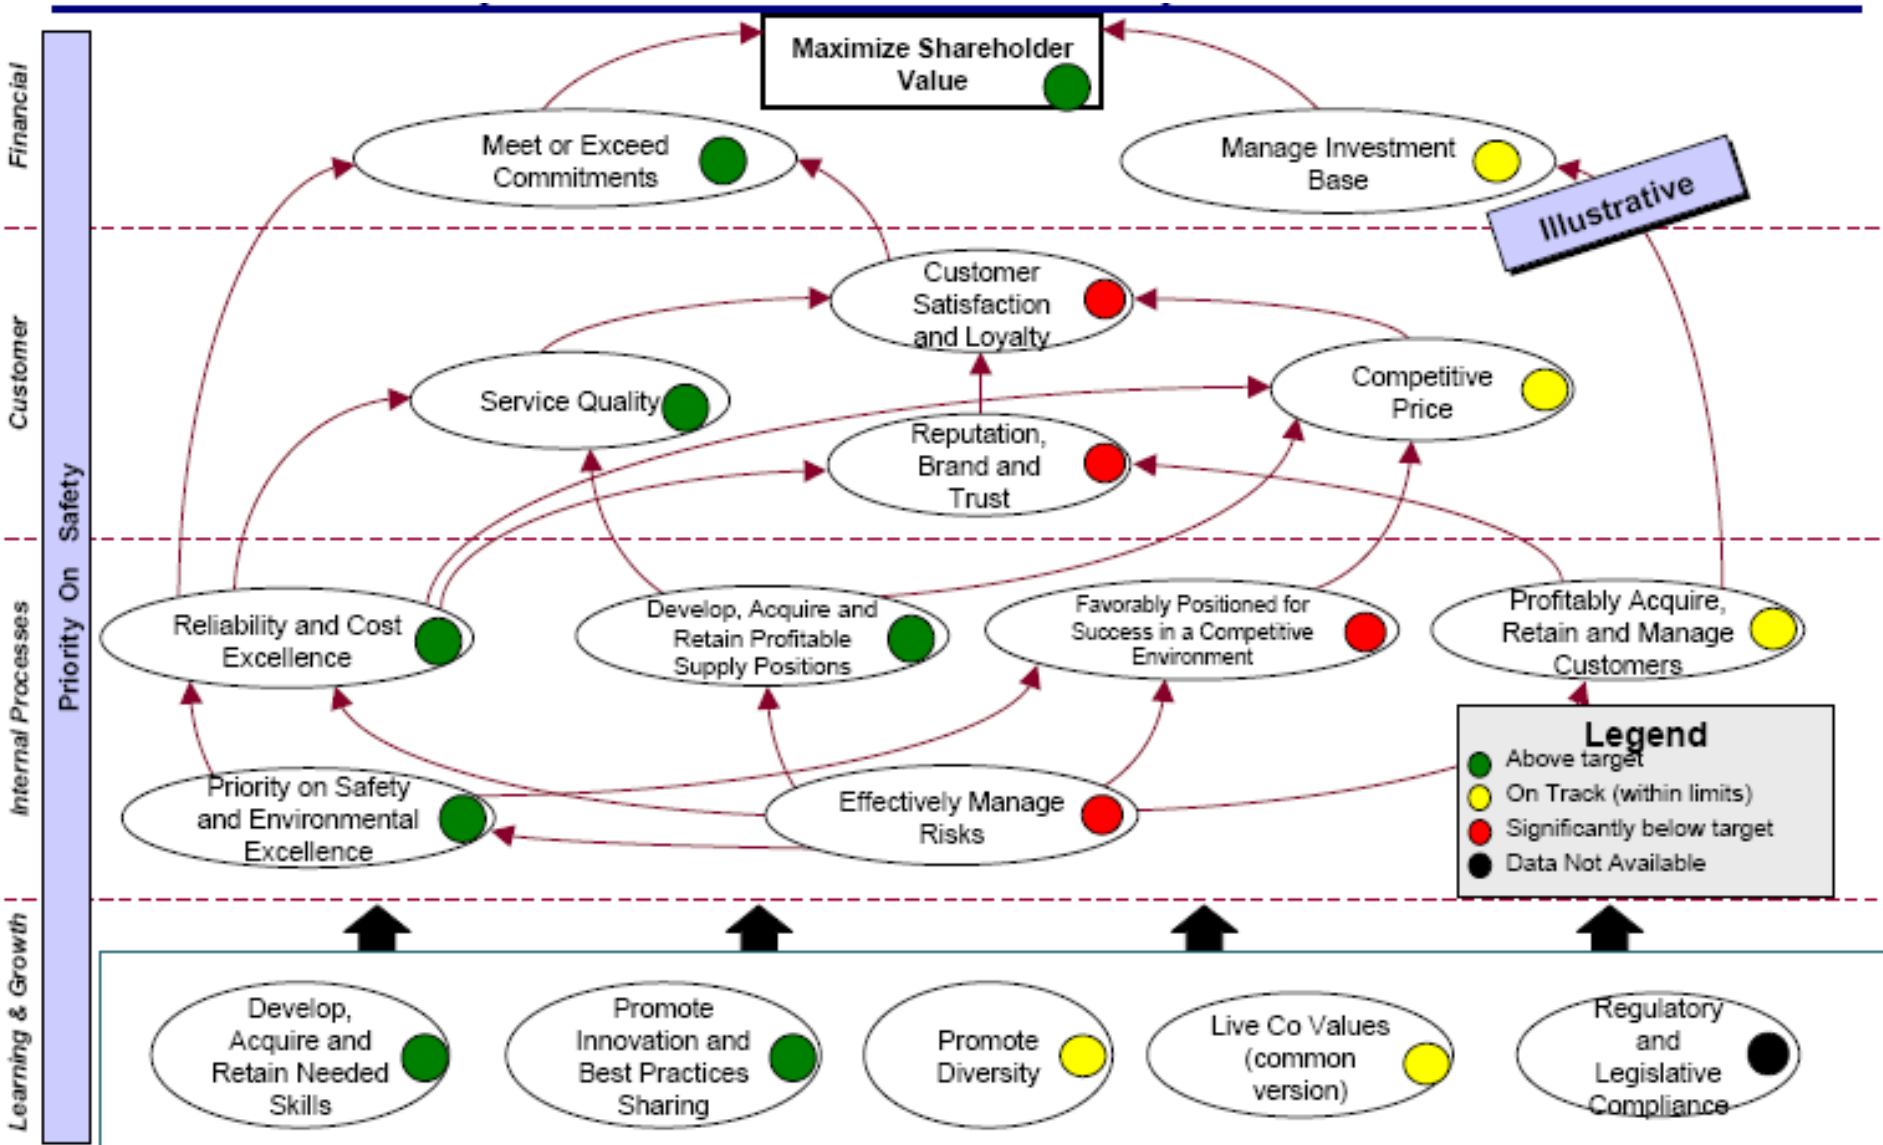 Maximize Shareholder
Value
Financial
Meet or Exceed
Commitments
Manage Investment
Base
Illustrative
Customer
Customer
Satisfaction
and Loyalty
Service Quality
Competitive
Price
Reputation,
Brand and
Trust
Priority On Safety
Internal Processes
Reliability and Cost
Excellence
Develop, Acquire and
Retain Profitable
Supply Positions
Favorably Positioned for
Success in a Competitive
Environment
Profitably Acquire,
Retain and Manage
Customers
Priority on Safety
and Environmental
Excellence
Effectively Manage
Risks
Legend
Above target
On Track (within limits)
Significantly below target
Data Not Available
Learning & Growth
Develop,
Acquire and
Retain Needed
Skills
Promote
Innovation and
Best Practices
Sharing
Promote
Diversity
Live Co Values
(common
version)
Regulatory
and
Legislative
Compliance